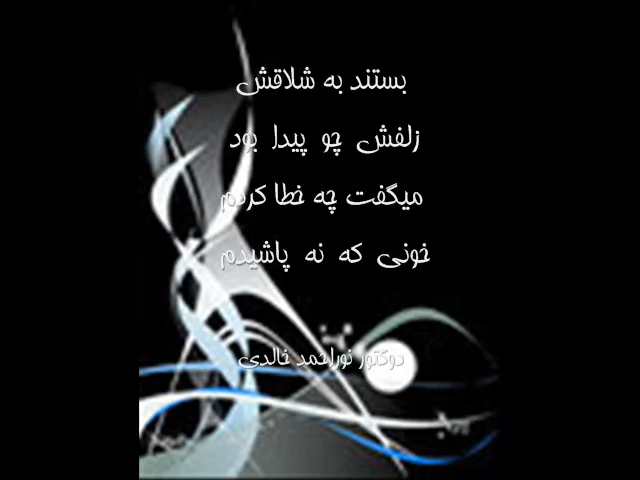 بستند به شلاقش
زلفش چو پیدا بود
میگفت چه خطا کردم
خونی که نه پاشیدم
دوکتور نوراحمد خالدی